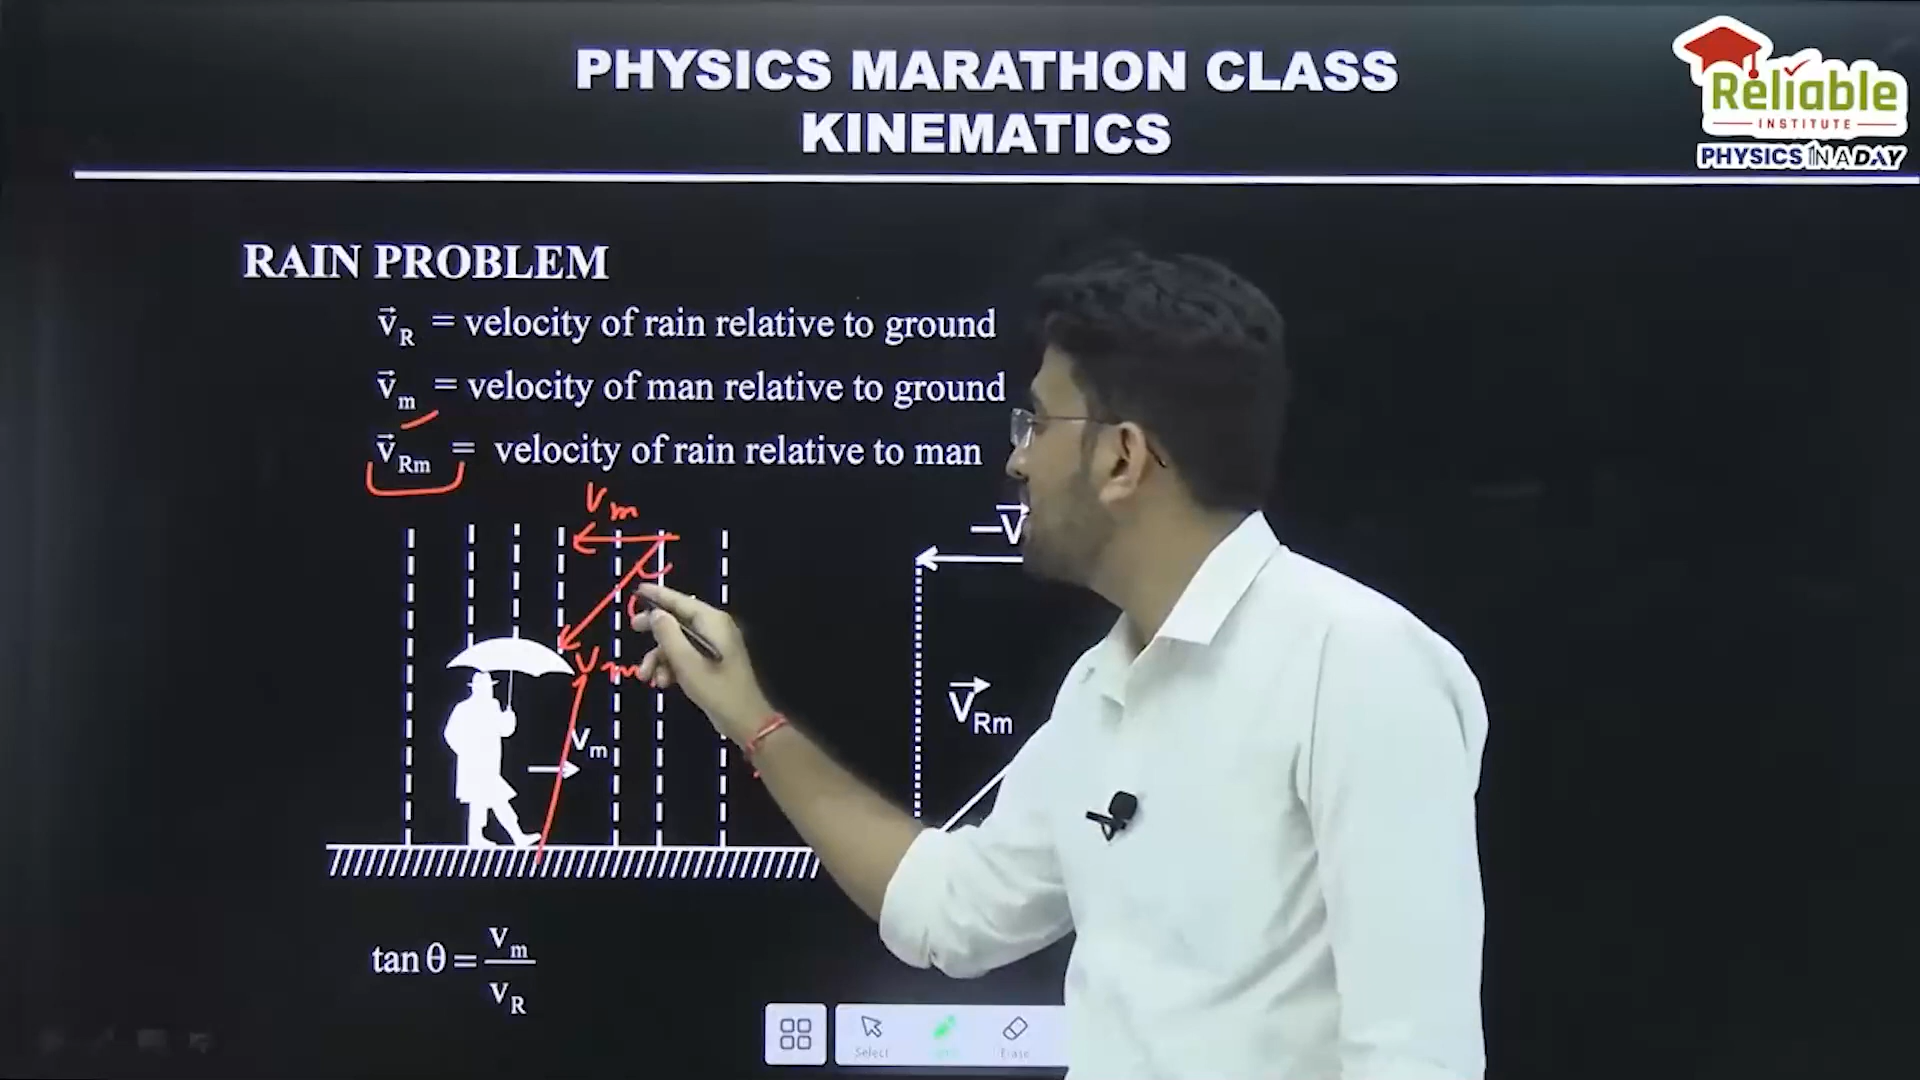 PHYSICS MARATHON CLASS
KINEMATICS
Reliable
INSTITUTE
PHYSICS IN A DAY
RAIN PROBLEM
v⃗R = velocity of rain relative to ground
v⃗m = velocity of man relative to ground
v⃗Rm = velocity of rain relative to man
Vm
−V⃗
V⃗Rm
Vm
tan θ = vm / vR
Select
Erase